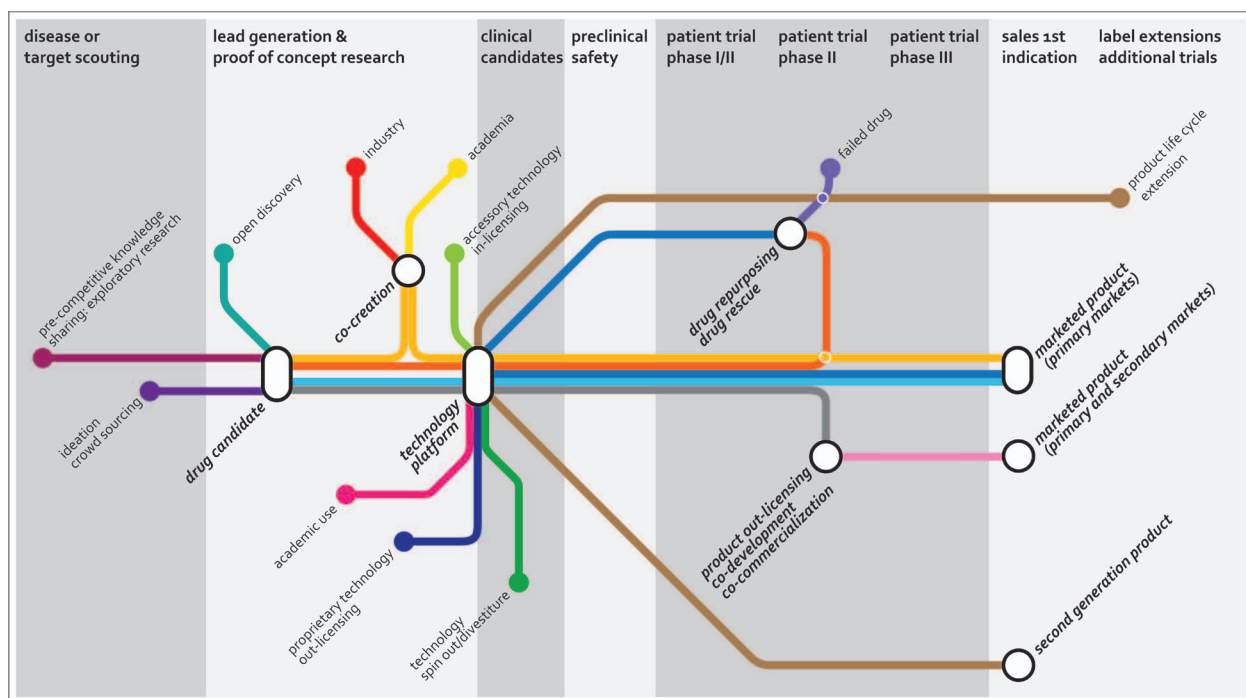 disease or
target scouting
lead generation &
proof of concept research
clinical
candidates
preclinical
safety
patient trial
phase I/II
patient trial
phase II
patient trial
phase III
sales 1st
indication
label extensions
additional trials
industry
academia
failed drug
product life cycle
extension
open discovery
accessory technology
in-licensing
pre-competitive knowledge
sharing: exploratory research
co-creation
drug repurposing
drug rescue
marketed product
(primary markets)
ideation
crowd sourcing
drug candidate
technology
platform
marketed product
(primary and secondary markets)
academic use
proprietary technology
out-licensing
technology
spin out/divestiture
product out-licensing
co-development
co-commercialization
second generation product